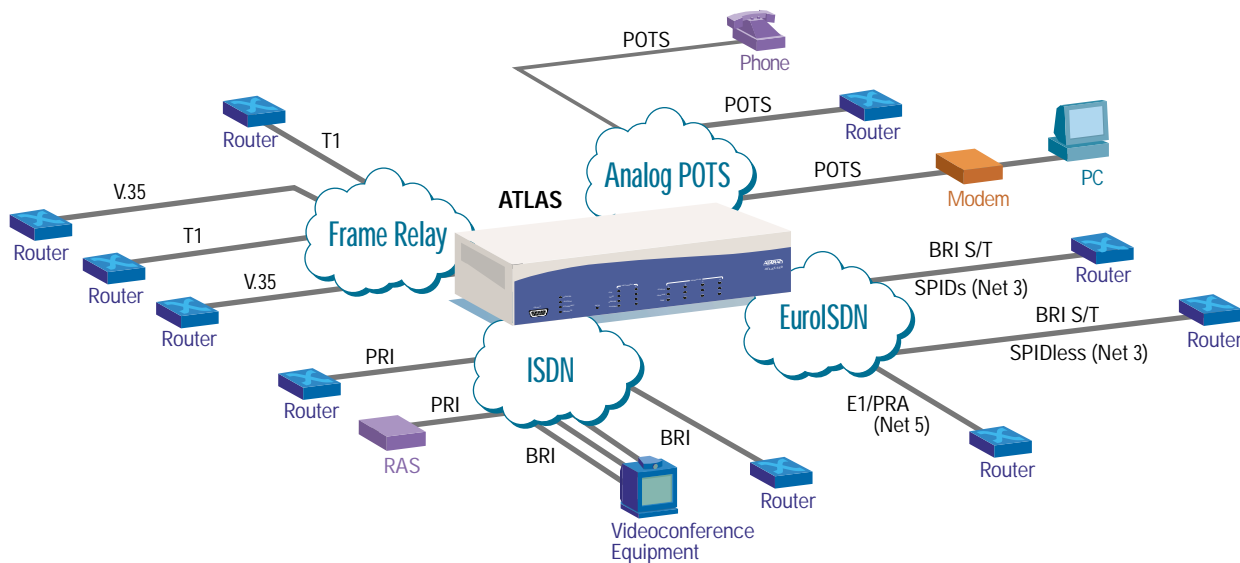 POTS
Phone
POTS
Router
Router
T1
Analog POTS
POTS
Modem
PC
ATLAS
V.35
Router
Frame Relay
T1
Router
BRI S/T
SPIDs (Net 3)
Router
V.35
Router
ADTRAN
EuroISDN
BRI S/T
SPIDless (Net 3)
Router
PRI
Router
ISDN
E1/PRA
(Net 5)
Router
PRI
RAS
BRI
BRI
Router
Videoconference
Equipment